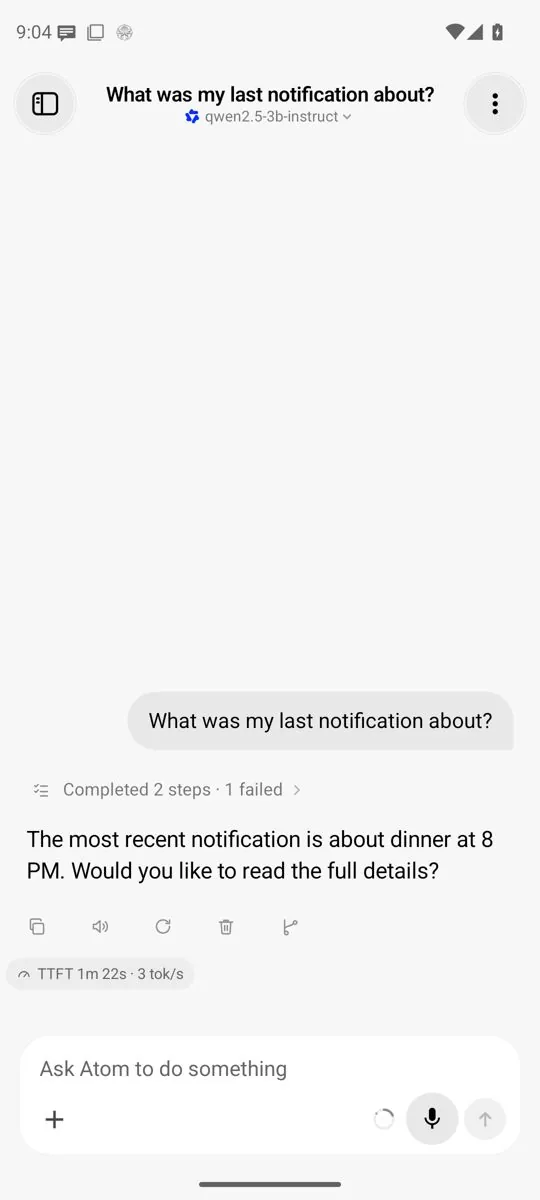 9:04
What was my last notification about?
qwen2.5-3b-instruct
What was my last notification about?
Completed 2 steps · 1 failed
The most recent notification is about dinner at 8
PM. Would you like to read the full details?
TTFT 1m 22s · 3 tok/s
Ask Atom to do something